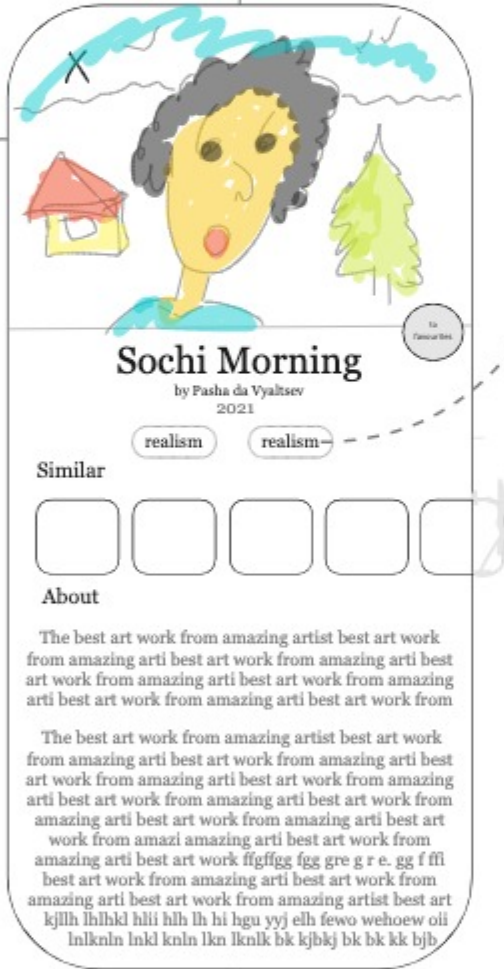 X
to
favourites
Sochi Morning
by Pasha da Vyaltsev
2021
realism realism
Similar
About
The best art work from amazing artist best art work
from amazing arti best art work from amazing arti best
art work from amazing arti best art work from amazing
arti best art work from amazing arti best art work from
The best art work from amazing artist best art work
from amazing arti best art work from amazing arti best
art work from amazing arti best art work from amazing
arti best art work from amazing arti best art work from
amazing arti best art work from amazing arti best art
work from amazi amazing arti best art work from
amazing arti best art work ffgffgg fgg gre g r e. gg f ffi
best art work from amazing arti best art work from
amazing arti best art work from amazing artist best art
kjllh lhlhkl hlii hlh lh hi hgu yyj elh fewo wehoew oii
lnlknln lnkl knln lkn lknlk bk kjbkj bk bk kk bjb